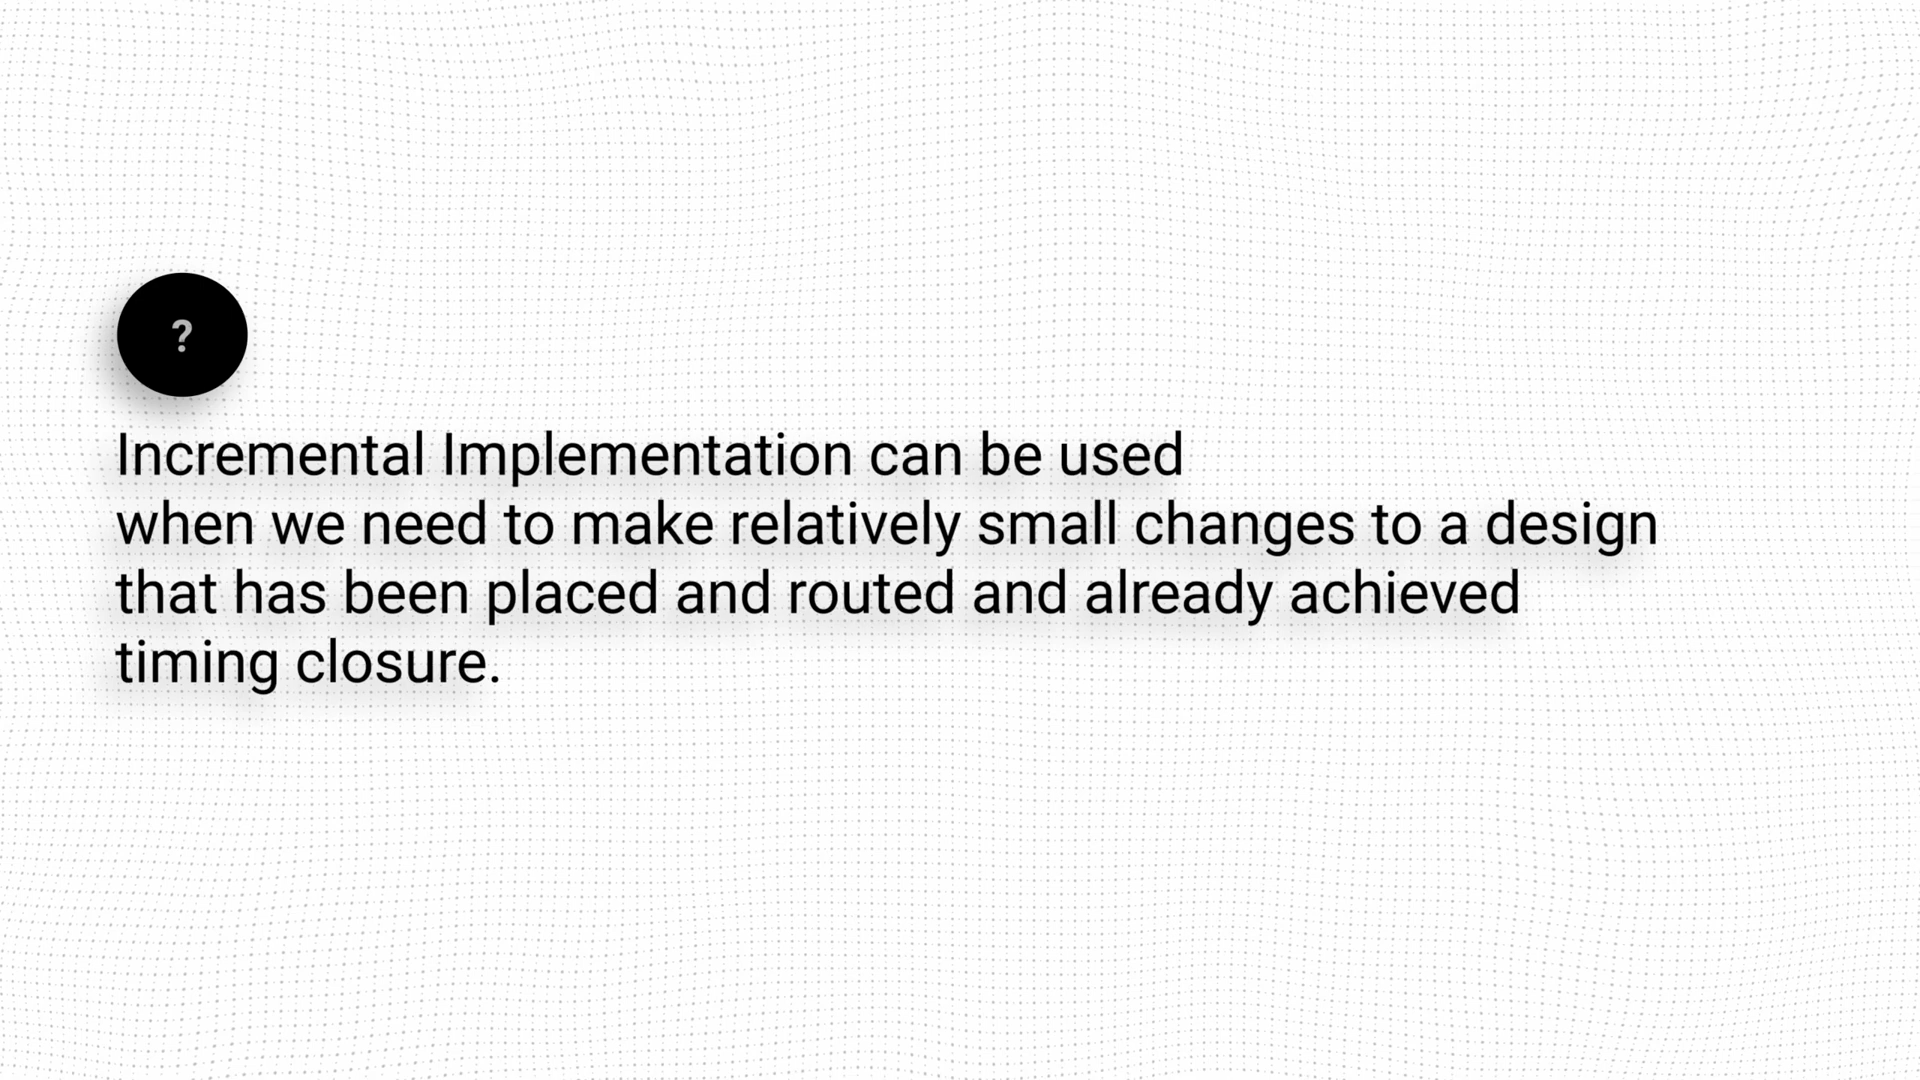 ?
Incremental Implementation can be used
when we need to make relatively small changes to a design
that has been placed and routed and already achieved
timing closure.